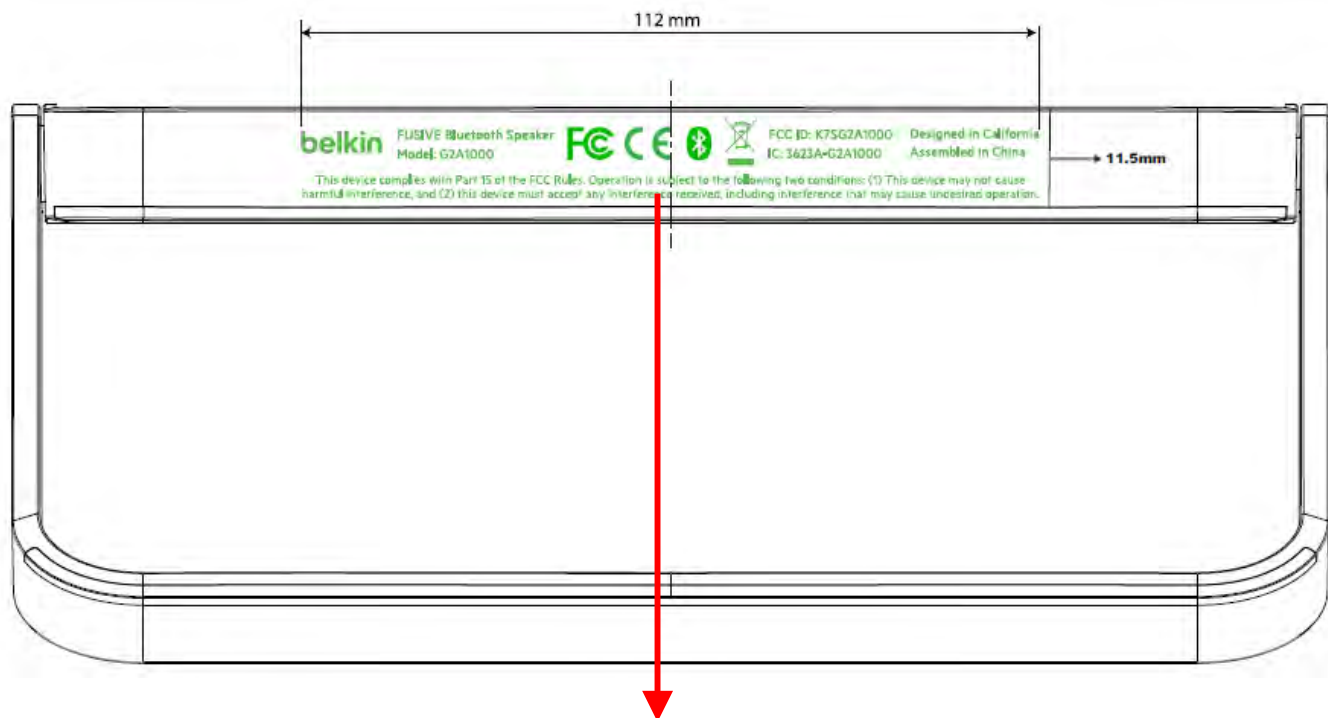 112 mm
belkin
FUSIVE Bluetooth Speaker
Model: G2A1000
FC CE
FCC ID: K7SG2A1000
IC: 3623A-G2A1000
Designed in California
Assembled in China
11.5mm
This device complies with Part 15 of the FCC Rules. Operation is subject to the following two conditions: (1) This device may not cause
harmful interference, and (2) this device must accept any interference received, including interference that may cause undesired operation.